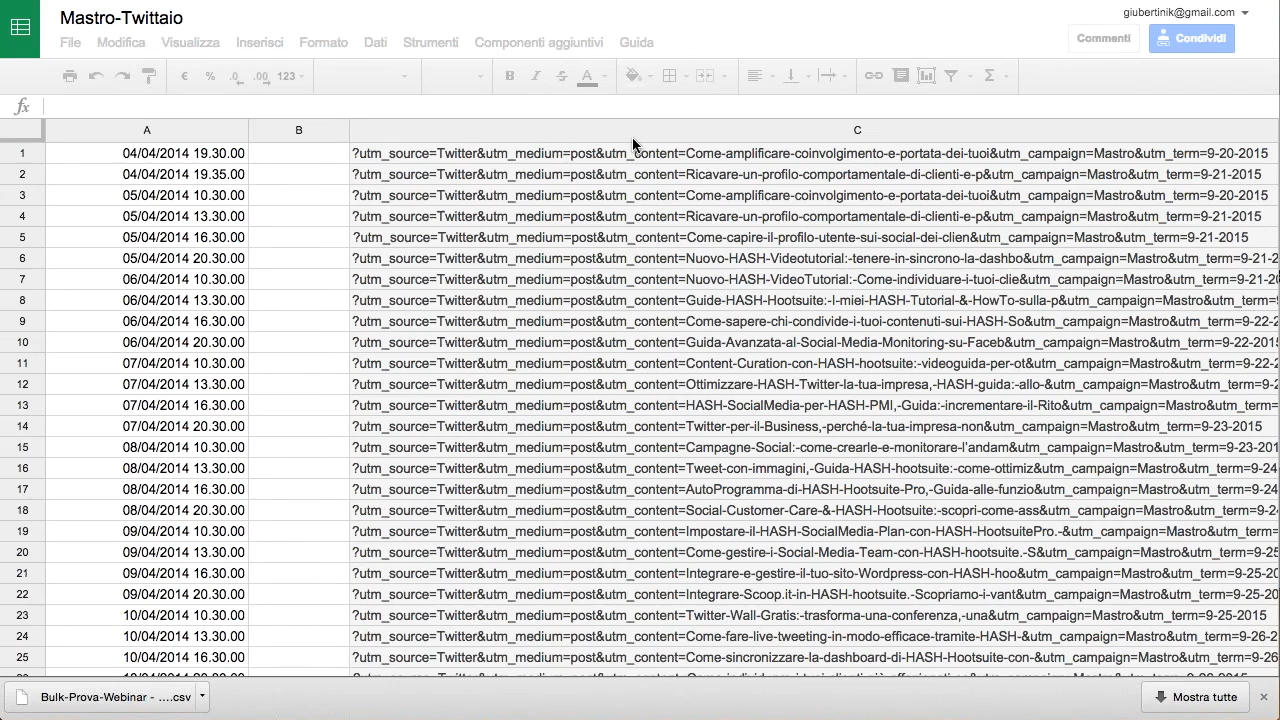 Mastro-Twittaio
giubertinik@gmail.com
File Modifica Visualizza Inserisci Formato Dati Strumenti Componenti aggiuntivi Guida
Commenti Condividi
€ % .0 .00 123 B I S A Σ
fx
A B C
1 04/04/2014 19.30.00 ?utm_source=Twitter&utm_medium=post&utm_content=Come-amplificare-coinvolgimento-e-portata-dei-tuoi&utm_campaign=Mastro&utm_term=9-20-2015
2 04/04/2014 19.35.00 ?utm_source=Twitter&utm_medium=post&utm_content=Ricavare-un-profilo-comportamentale-di-clienti-e-p&utm_campaign=Mastro&utm_term=9-21-2015
3 05/04/2014 10.30.00 ?utm_source=Twitter&utm_medium=post&utm_content=Come-amplificare-coinvolgimento-e-portata-dei-tuoi&utm_campaign=Mastro&utm_term=9-20-2015
4 05/04/2014 13.30.00 ?utm_source=Twitter&utm_medium=post&utm_content=Ricavare-un-profilo-comportamentale-di-clienti-e-p&utm_campaign=Mastro&utm_term=9-21-2015
5 05/04/2014 16.30.00 ?utm_source=Twitter&utm_medium=post&utm_content=Come-capire-il-profilo-utente-sui-social-dei-clien&utm_campaign=Mastro&utm_term=9-21-2015
6 05/04/2014 20.30.00 ?utm_source=Twitter&utm_medium=post&utm_content=Nuovo-HASH-Videotutorial:-tenere-in-sincrono-la-dashbo&utm_campaign=Mastro&utm_term=9-21-2
7 06/04/2014 10.30.00 ?utm_source=Twitter&utm_medium=post&utm_content=Nuovo-HASH-VideoTutorial:-Come-individuare-i-tuoi-clie&utm_campaign=Mastro&utm_term=9-21-20
8 06/04/2014 13.30.00 ?utm_source=Twitter&utm_medium=post&utm_content=Guide-HASH-Hootsuite:-I-miei-HASH-Tutorial-&-HowTo-sulla-p&utm_campaign=Mastro&utm_term=
9 06/04/2014 16.30.00 ?utm_source=Twitter&utm_medium=post&utm_content=Come-sapere-chi-condivide-i-tuoi-contenuti-sui-HASH-So&utm_campaign=Mastro&utm_term=9-22-2
10 06/04/2014 20.30.00 ?utm_source=Twitter&utm_medium=post&utm_content=Guida-Avanzata-al-Social-Media-Monitoring-su-Faceb&utm_campaign=Mastro&utm_term=9-22-2015
11 07/04/2014 10.30.00 ?utm_source=Twitter&utm_medium=post&utm_content=Content-Curation-con-HASH-hootsuite:-videoguida-per-ot&utm_campaign=Mastro&utm_term=9-22-2
12 07/04/2014 13.30.00 ?utm_source=Twitter&utm_medium=post&utm_content=Ottimizzare-HASH-Twitter-la-tua-impresa,-HASH-guida:-allo-&utm_campaign=Mastro&utm_term=9-2
13 07/04/2014 16.30.00 ?utm_source=Twitter&utm_medium=post&utm_content=HASH-SocialMedia-per-HASH-PMI,-Guida:-incrementare-il-Rito&utm_campaign=Mastro&utm_term=
14 07/04/2014 20.30.00 ?utm_source=Twitter&utm_medium=post&utm_content=Twitter-per-il-Business,-perché-la-tua-impresa-non&utm_campaign=Mastro&utm_term=9-23-2015
15 08/04/2014 10.30.00 ?utm_source=Twitter&utm_medium=post&utm_content=Campagne-Social:-come-crearle-e-monitorare-l'andam&utm_campaign=Mastro&utm_term=9-23-201
16 08/04/2014 13.30.00 ?utm_source=Twitter&utm_medium=post&utm_content=Tweet-con-immagini,-Guida-HASH-hootsuite:-come-ottimiz&utm_campaign=Mastro&utm_term=9-24
17 08/04/2014 16.30.00 ?utm_source=Twitter&utm_medium=post&utm_content=AutoProgramma-di-HASH-Hootsuite-Pro,-Guida-alle-funzio&utm_campaign=Mastro&utm_term=9-24
18 08/04/2014 20.30.00 ?utm_source=Twitter&utm_medium=post&utm_content=Social-Customer-Care-&-HASH-Hootsuite:-scopri-come-ass&utm_campaign=Mastro&utm_term=9-24
19 09/04/2014 10.30.00 ?utm_source=Twitter&utm_medium=post&utm_content=Impostare-il-HASH-SocialMedia-Plan-con-HASH-HootsuitePro.-&utm_campaign=Mastro&utm_term=
20 09/04/2014 13.30.00 ?utm_source=Twitter&utm_medium=post&utm_content=Come-gestire-i-Social-Media-Team-con-HASH-hootsuite.-S&utm_campaign=Mastro&utm_term=9-25
21 09/04/2014 16.30.00 ?utm_source=Twitter&utm_medium=post&utm_content=Integrare-e-gestire-il-tuo-sito-Wordpress-con-HASH-hoo&utm_campaign=Mastro&utm_term=9-25-20
22 09/04/2014 20.30.00 ?utm_source=Twitter&utm_medium=post&utm_content=Integrare-Scoop.it-in-HASH-hootsuite.-Scopriamo-i-vant&utm_campaign=Mastro&utm_term=9-25-20
23 10/04/2014 10.30.00 ?utm_source=Twitter&utm_medium=post&utm_content=Twitter-Wall-Gratis:-trasforma-una-conferenza,-una&utm_campaign=Mastro&utm_term=9-25-2015
24 10/04/2014 13.30.00 ?utm_source=Twitter&utm_medium=post&utm_content=Come-fare-live-tweeting-in-modo-efficace-tramite-HASH-&utm_campaign=Mastro&utm_term=9-26-2
25 10/04/2014 16.30.00 ?utm_source=Twitter&utm_medium=post&utm_content=Come-sincronizzare-la-dashboard-di-HASH-Hootsuite-con-&utm_campaign=Mastro&utm_term=9-26
Bulk-Prova-Webinar - ....csv
Mostra tutte